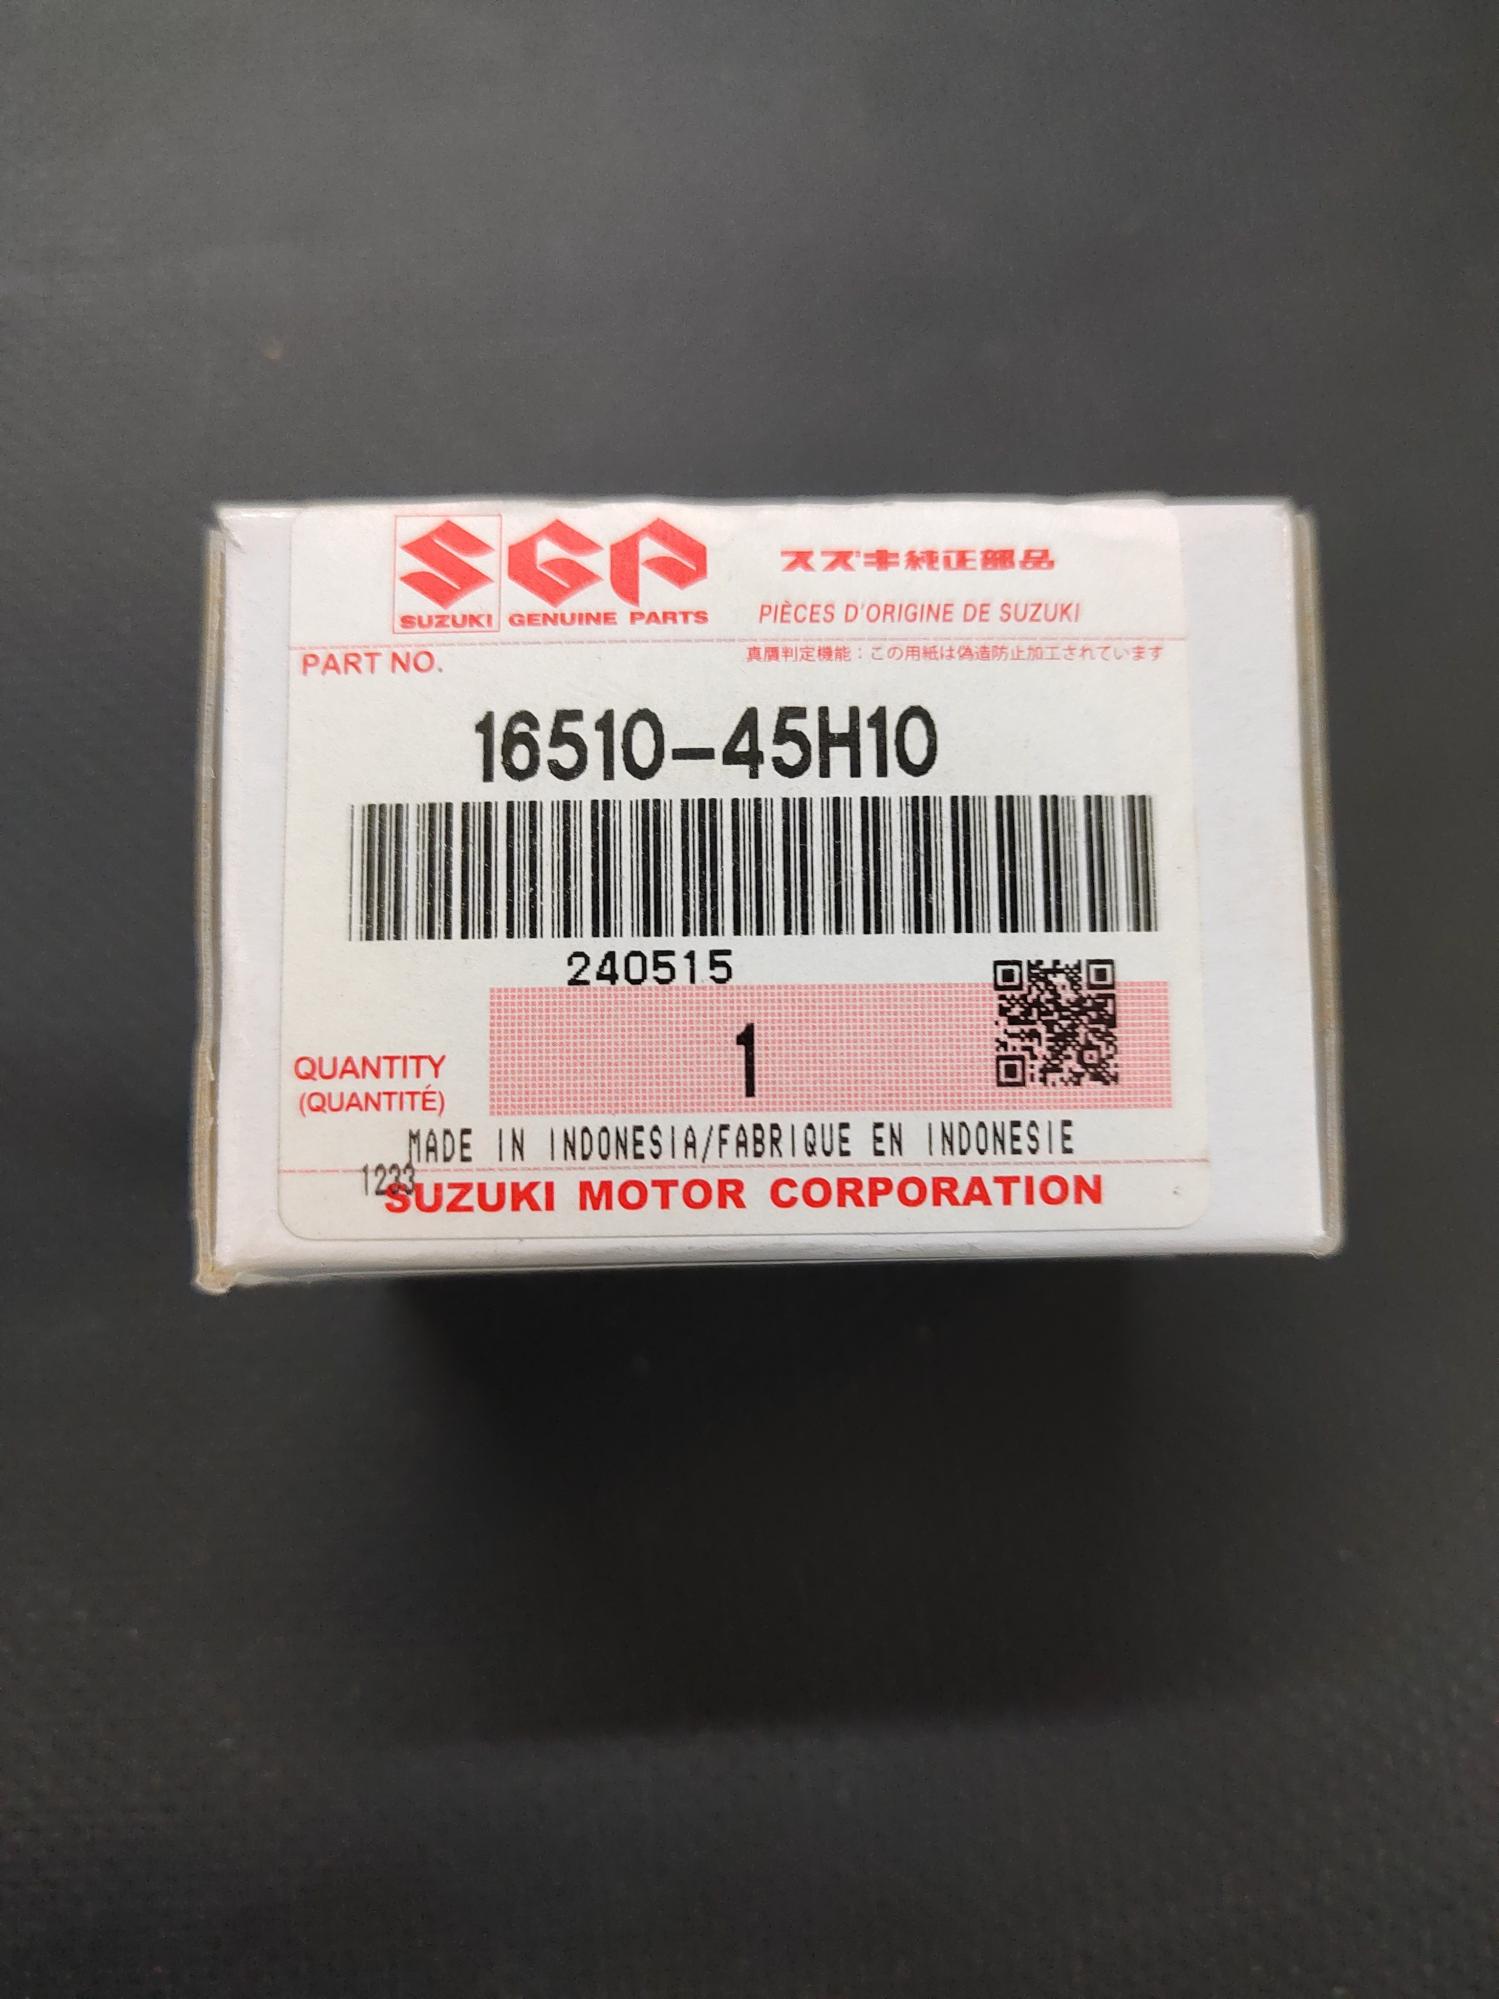 SGP
スズキ純正部品
SUZUKI GENUINE PARTS
PIÈCES D'ORIGINE DE SUZUKI
PART NO.
真贋判定機能：この用紙は偽造防止加工されています
16510-45H10
240515
QUANTITY
1
(QUANTITÉ)
MADE IN INDONESIA/FABRIQUE EN INDONESIE
1233
SUZUKI MOTOR CORPORATION